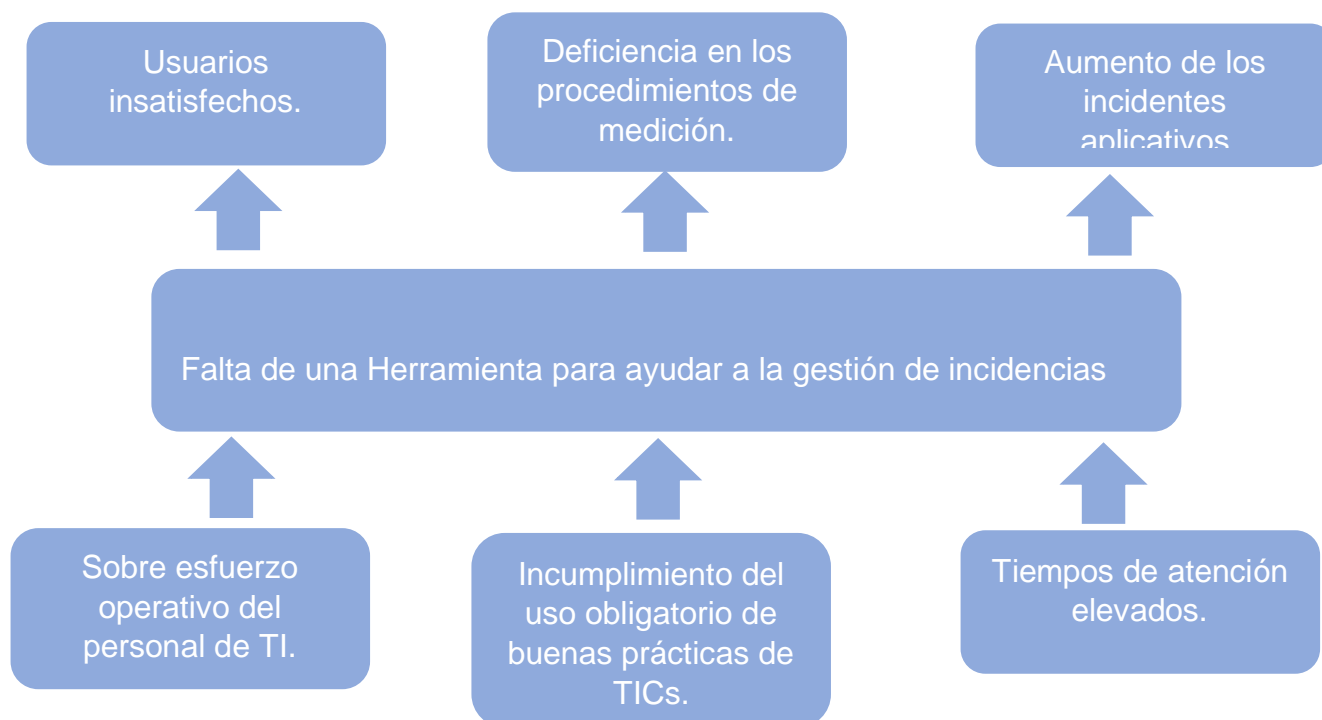 Usuarios
insatisfechos.
Deficiencia en los
procedimientos de
medición.
Aumento de los
incidentes
aplicativos
Falta de una Herramienta para ayudar a la gestión de incidencias
Sobre esfuerzo
operativo del
personal de TI.
Incumplimiento del
uso obligatorio de
buenas prácticas de
TICs.
Tiempos de atención
elevados.